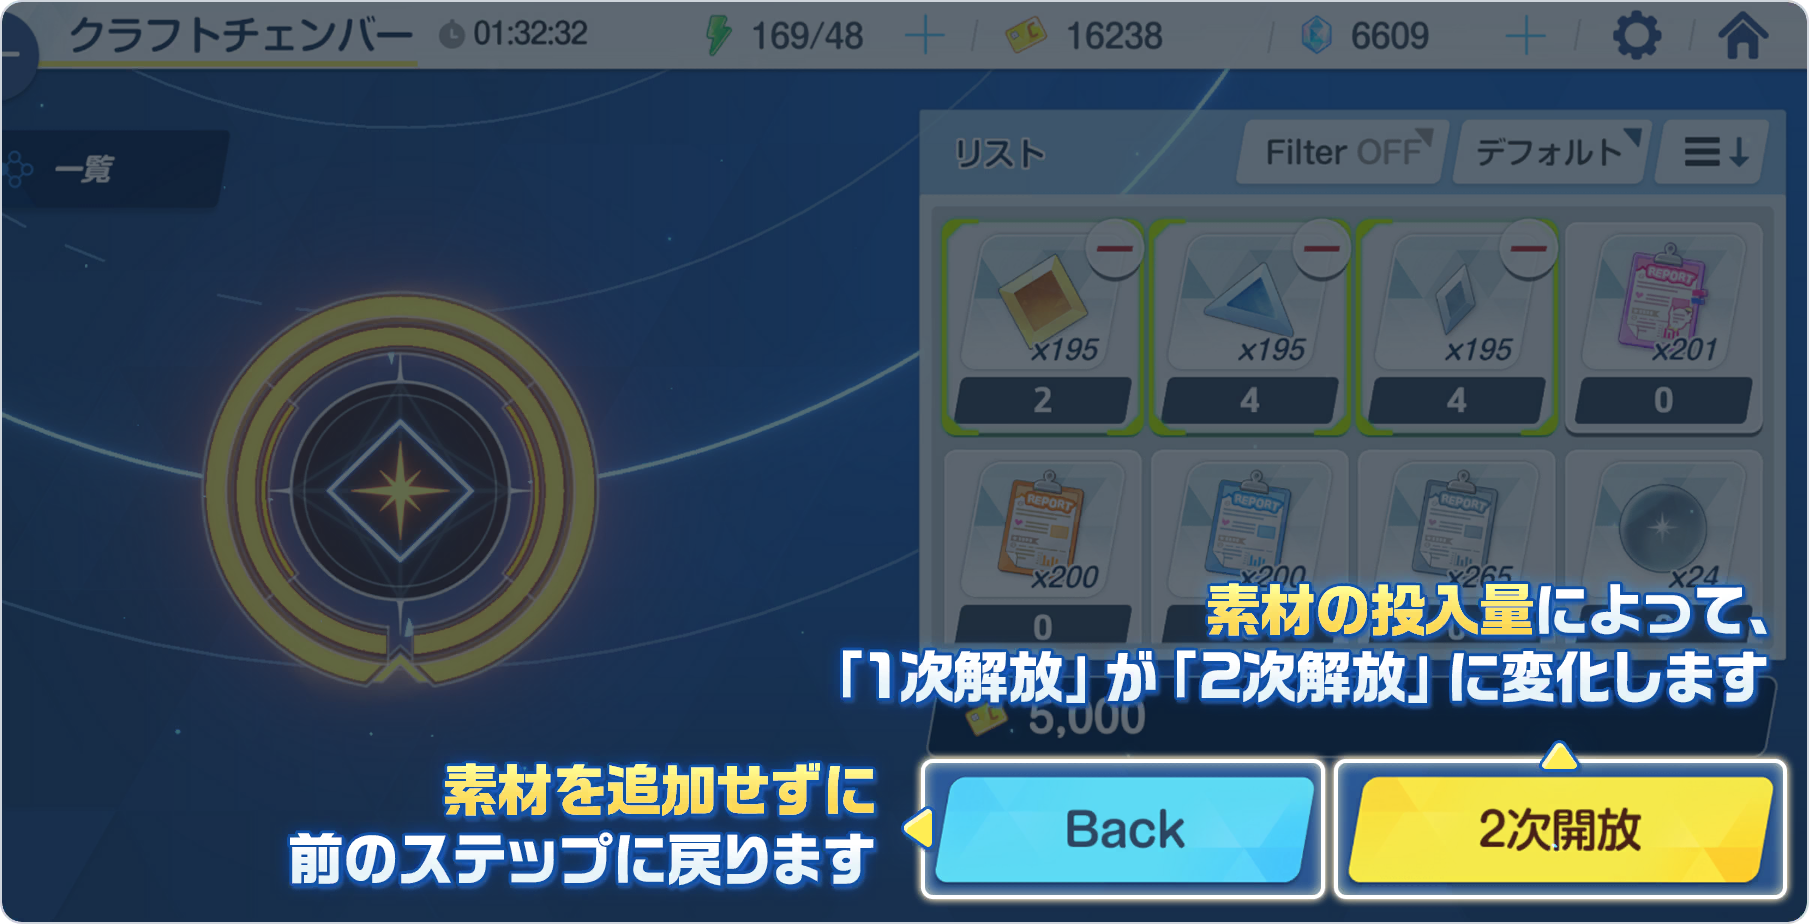 クラフトチェンバー
01:32:32
169/48
16238
6609
一覧
リスト
Filter OFF
デフォルト
x195
x195
x195
REPORT
x201
2
4
4
0
REPORT
x200
REPORT
x200
REPORT
x265
x24
0
素材の投入量によって、
「1次解放」が「2次解放」に変化します
5,000
素材を追加せずに
前のステップに戻ります
Back
2次開放